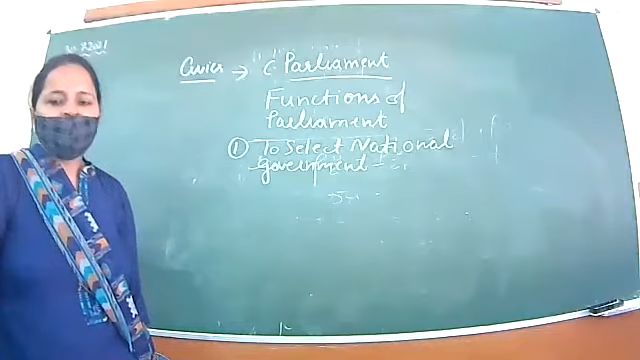 Civics → "Parliament
Functions of
Parliament
① To Select National
government -